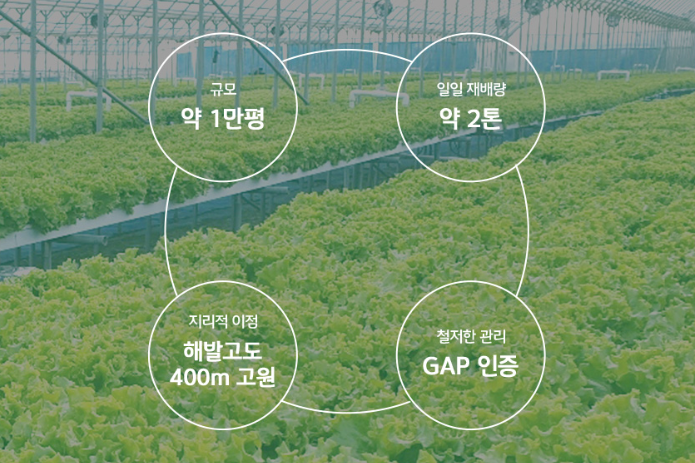 규모
약 1만평
일일 재배량
약 2톤
지리적 이점
해발고도
400m 고원
철저한 관리
GAP 인증